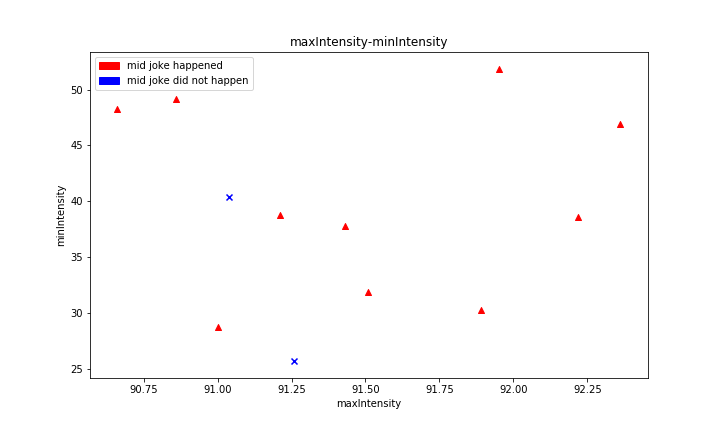 maxIntensity-minIntensity
mid joke happened
mid joke did not happen
50
45
40
35
30
25
minIntensity
90.75
91.00
91.25
91.50
91.75
92.00
92.25
maxIntensity